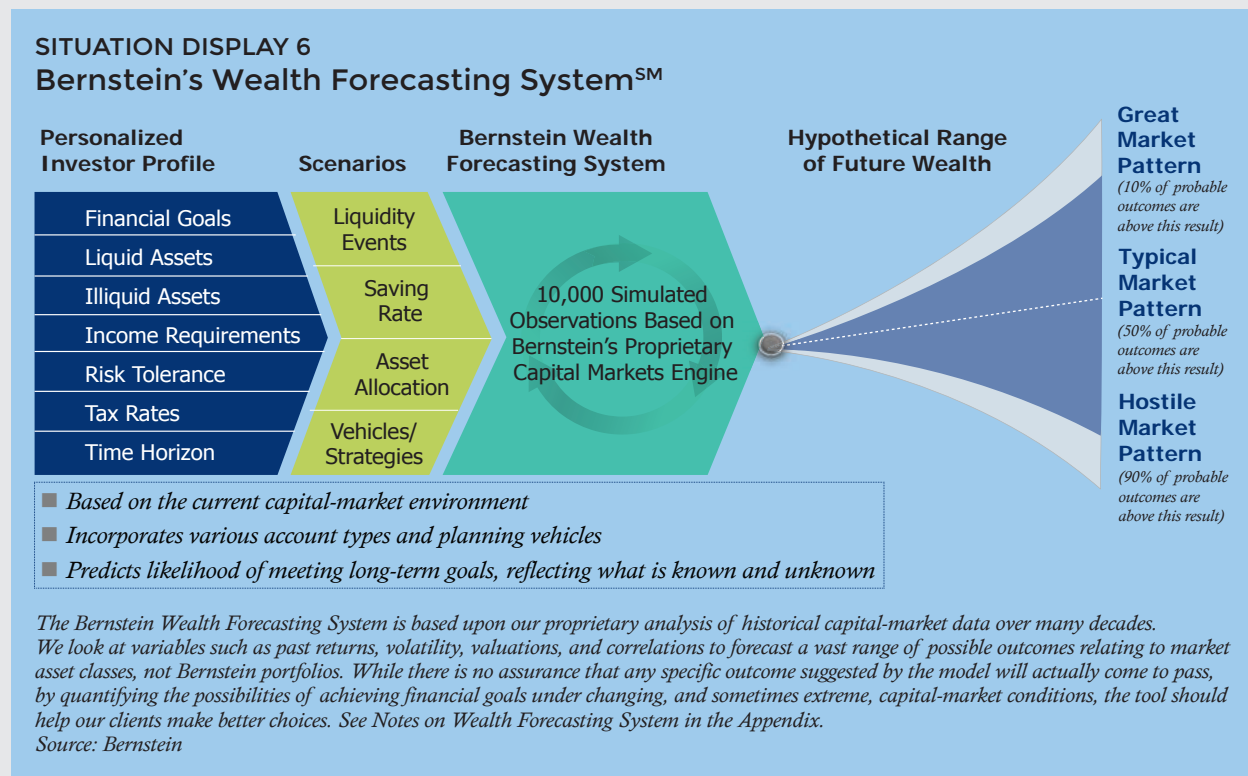 SITUATION DISPLAY 6
Bernstein's Wealth Forecasting System℠
Personalized
Investor Profile
Scenarios
Bernstein Wealth
Forecasting System
Hypothetical Range
of Future Wealth
Financial Goals
Liquid Assets
Illiquid Assets
Income Requirements
Risk Tolerance
Tax Rates
Time Horizon
Liquidity
Events
Saving
Rate
Asset
Allocation
Vehicles/
Strategies
10,000 Simulated
Observations Based on
Bernstein's Proprietary
Capital Markets Engine
Great
Market
Pattern
(10% of probable
outcomes are
above this result)
Typical
Market
Pattern
(50% of probable
outcomes are
above this result)
Hostile
Market
Pattern
(90% of probable
outcomes are
above this result)
■ Based on the current capital-market environment
■ Incorporates various account types and planning vehicles
■ Predicts likelihood of meeting long-term goals, reflecting what is known and unknown
The Bernstein Wealth Forecasting System is based upon our proprietary analysis of historical capital-market data over many decades.
We look at variables such as past returns, volatility, valuations, and correlations to forecast a vast range of possible outcomes relating to market
asset classes, not Bernstein portfolios. While there is no assurance that any specific outcome suggested by the model will actually come to pass,
by quantifying the possibilities of achieving financial goals under changing, and sometimes extreme, capital-market conditions, the tool should
help our clients make better choices. See Notes on Wealth Forecasting System in the Appendix.
Source: Bernstein